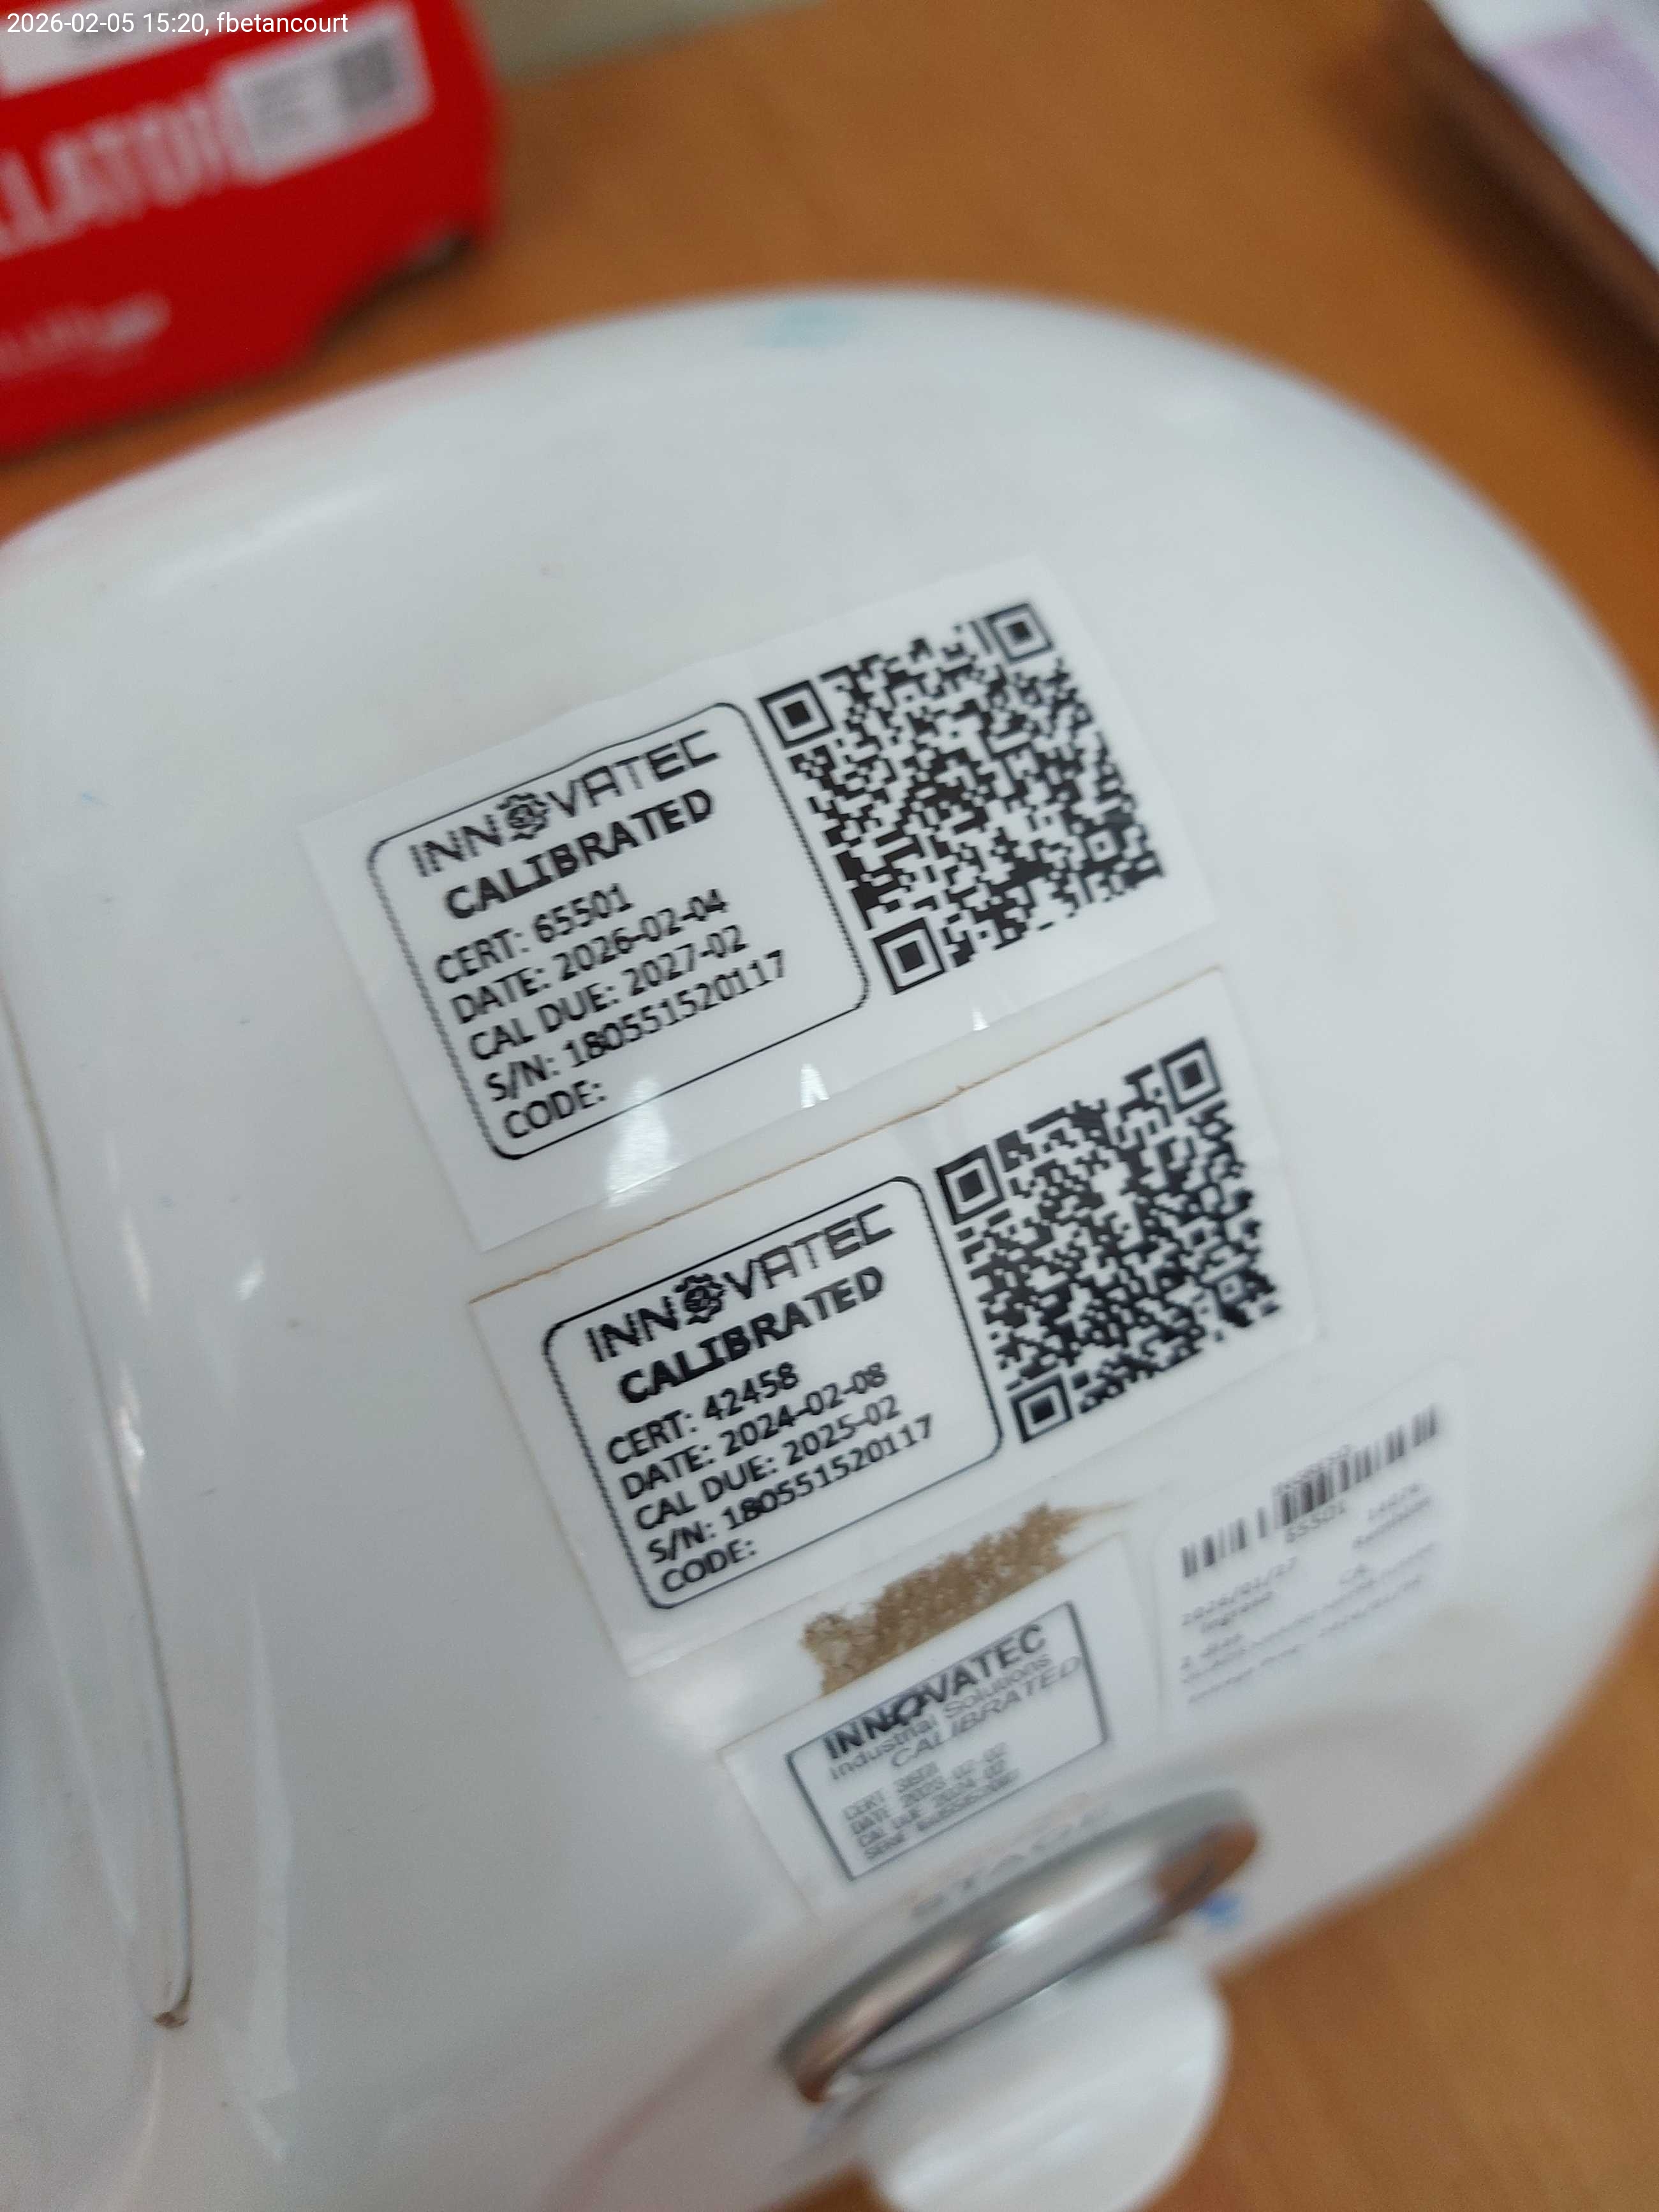 2026-02-05 15:20, fbetancourt
INNOVATEC
CALIBRATED
CERT: 65501
DATE: 2026-02-04
CAL DUE: 2027-02
S/N: 180551520117
CODE:
INNOVATEC
CALIBRATED
CERT: 42458
DATE: 2024-02-08
CAL DUE: 2025-02
S/N: 180551520117
CODE:
65501
Ingreso
INNOVATEC
Industrial Solutions
CALIBRATED